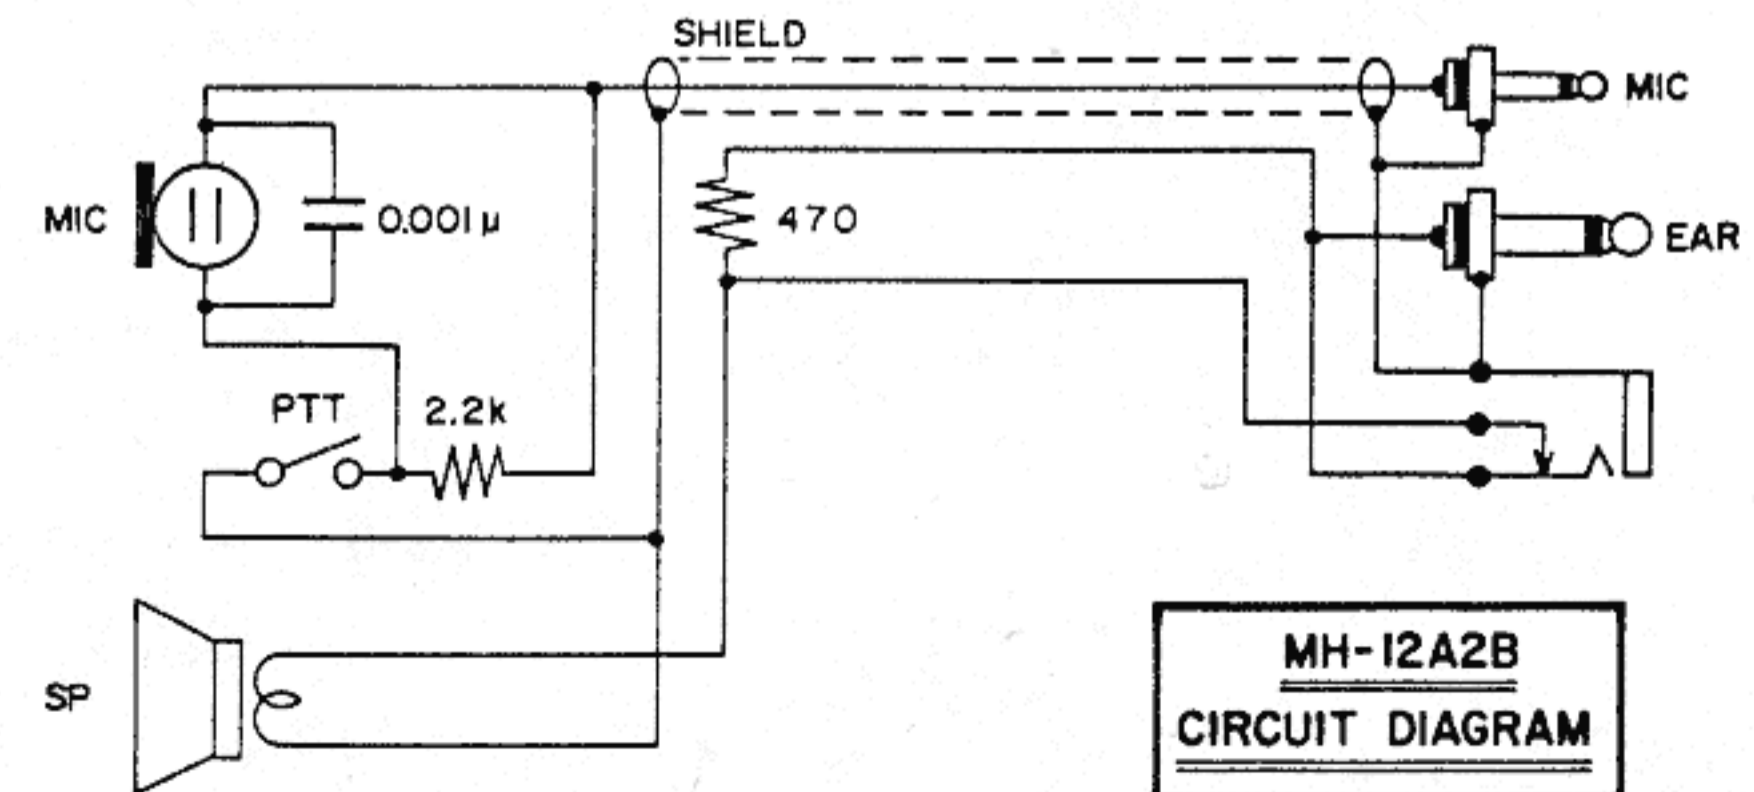 SHIELD
MIC
MIC
0.001µ
470
EAR
PTT
2.2k
SP
MH-12A2B
CIRCUIT DIAGRAM